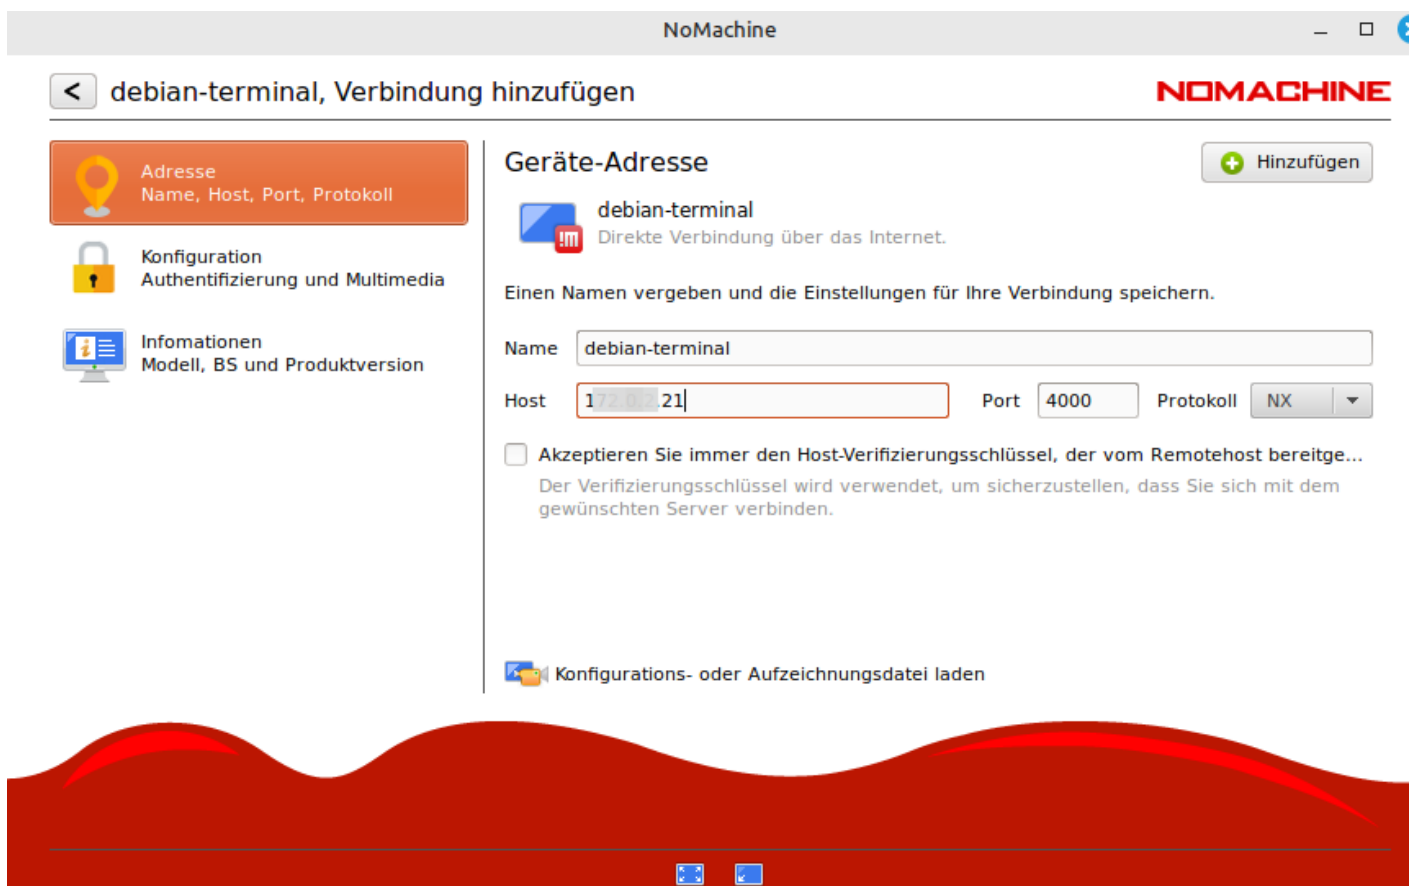 NoMachine
< debian-terminal, Verbindung hinzufügen
NOMACHINE
Adresse
Name, Host, Port, Protokoll
Konfiguration
Authentifizierung und Multimedia
Infomationen
Modell, BS und Produktversion
Geräte-Adresse
Hinzufügen
debian-terminal
Direkte Verbindung über das Internet.
Einen Namen vergeben und die Einstellungen für Ihre Verbindung speichern.
Name debian-terminal
Host 172.0.2.21 Port 4000 Protokoll NX
Akzeptieren Sie immer den Host-Verifizierungsschlüssel, der vom Remotehost bereitge...
Der Verifizierungsschlüssel wird verwendet, um sicherzustellen, dass Sie sich mit dem
gewünschten Server verbinden.
Konfigurations- oder Aufzeichnungsdatei laden